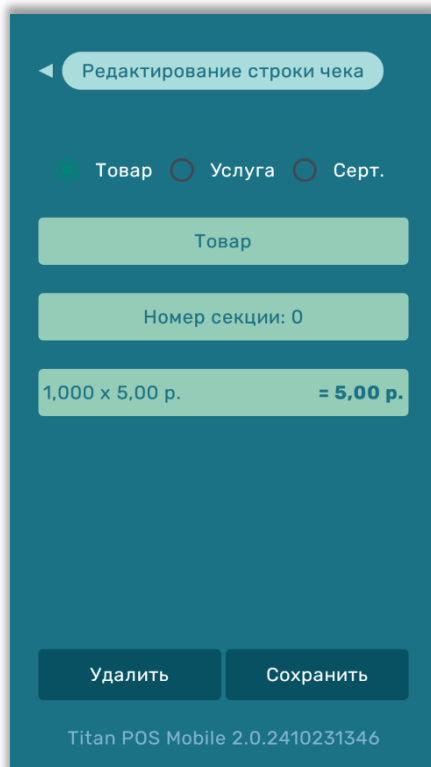 Редактирование строки чека
Товар Услуга Серт.
Товар
Номер секции: 0
1,000 x 5,00 р. = 5,00 р.
Удалить Сохранить
Titan POS Mobile 2.0.2410231346